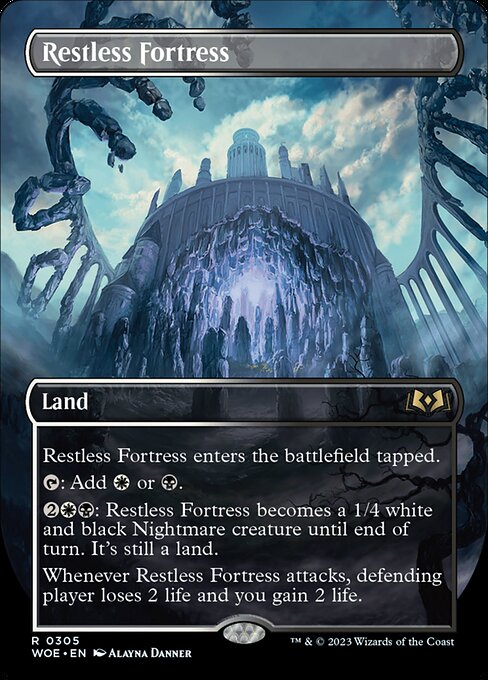 Restless Fortress
Land
Restless Fortress enters the battlefield tapped.
: Add or .
2: Restless Fortress becomes a 1/4 white
and black Nightmare creature until end of
turn. It's still a land.
Whenever Restless Fortress attacks, defending
player loses 2 life and you gain 2 life.
R 0305
WOE • EN ALAYNA DANNER
™ & © 2023 Wizards of the Coast